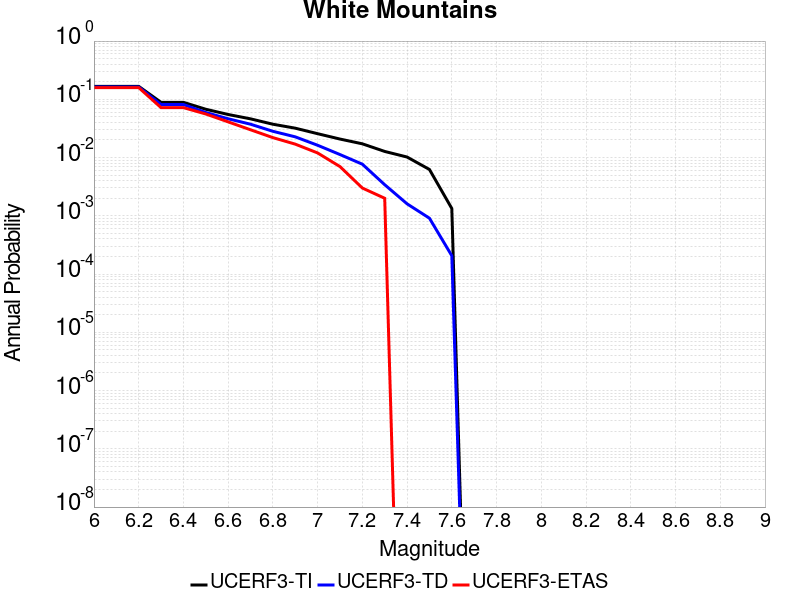 White Mountains
10^0
10^-1
10^-2
10^-3
10^-4
10^-5
10^-6
10^-7
10^-8
Annual Probability
6 6.2 6.4 6.6 6.8 7 7.2 7.4 7.6 7.8 8 8.2 8.4 8.6 8.8 9
Magnitude
UCERF3-TI UCERF3-TD UCERF3-ETAS